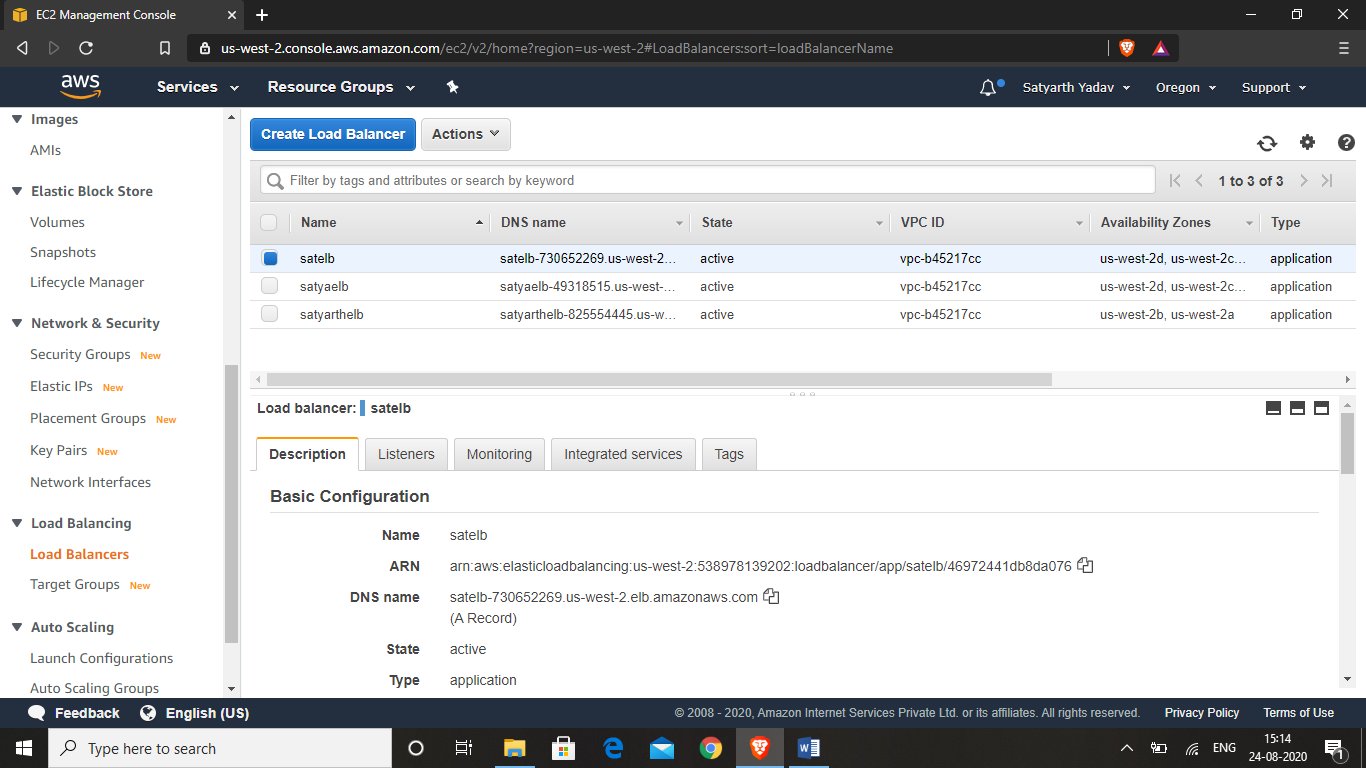 EC2 Management Console
us-west-2.console.aws.amazon.com/ec2/v2/home?region=us-west-2#LoadBalancers:sort=loadBalancerName
aws Services Resource Groups Satyarth Yadav Oregon Support
Images
AMIs
Elastic Block Store
Volumes
Snapshots
Lifecycle Manager
Network & Security
Security Groups New
Elastic IPs New
Placement Groups New
Key Pairs New
Network Interfaces
Load Balancing
Load Balancers
Target Groups New
Auto Scaling
Launch Configurations
Auto Scaling Groups
Create Load Balancer Actions
Filter by tags and attributes or search by keyword 1 to 3 of 3
Name DNS name State VPC ID Availability Zones Type
satelb satelb-730652269.us-west-2... active vpc-b45217cc us-west-2d, us-west-2c... application
satyaelb satyaelb-49318515.us-west-... active vpc-b45217cc us-west-2d, us-west-2c... application
satyarthelb satyarthelb-825554445.us-w... active vpc-b45217cc us-west-2b, us-west-2a application
Load balancer: satelb
Description Listeners Monitoring Integrated services Tags
Basic Configuration
Name satelb
ARN arn:aws:elasticloadbalancing:us-west-2:538978139202:loadbalancer/app/satelb/46972441db8da076
DNS name satelb-730652269.us-west-2.elb.amazonaws.com
(A Record)
State active
Type application
Feedback English (US) © 2008 - 2020, Amazon Internet Services Private Ltd. or its affiliates. All rights reserved. Privacy Policy Terms of Use
Type here to search
ENG
15:14
24-08-2020
1